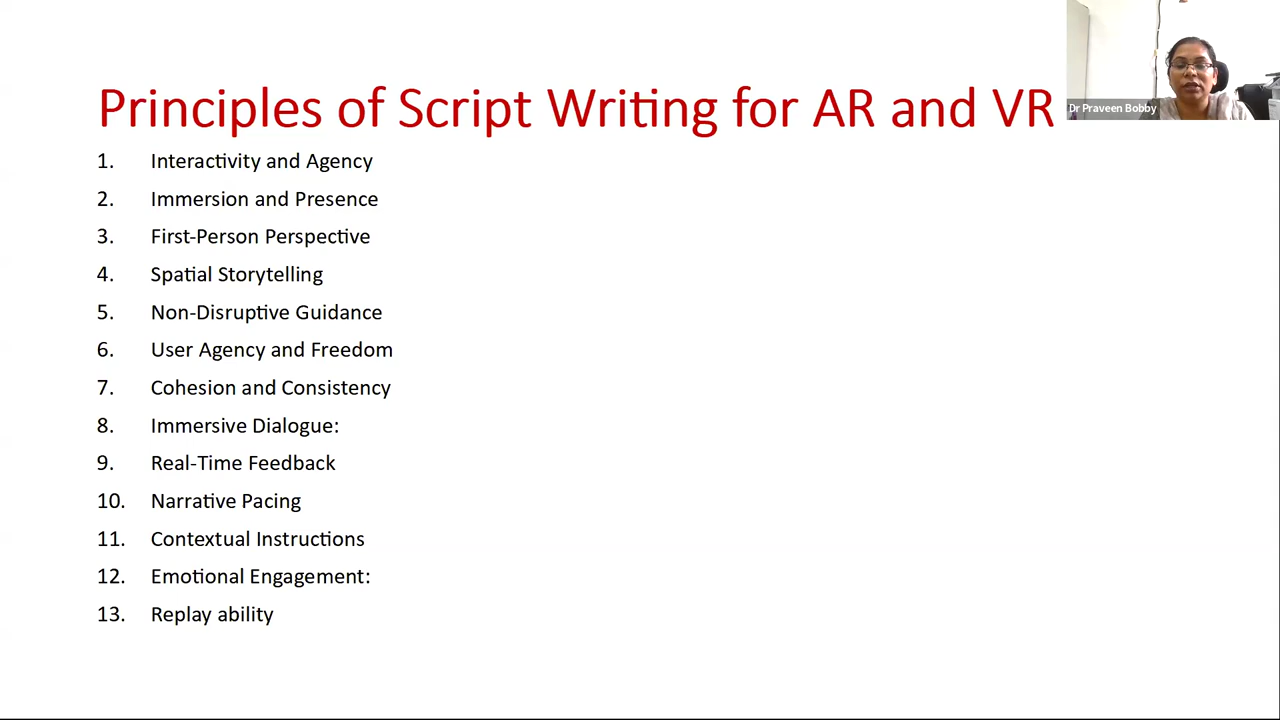 Principles of Script Writing for AR and VR
Dr Praveen Bobby
1. Interactivity and Agency
2. Immersion and Presence
3. First-Person Perspective
4. Spatial Storytelling
5. Non-Disruptive Guidance
6. User Agency and Freedom
7. Cohesion and Consistency
8. Immersive Dialogue:
9. Real-Time Feedback
10. Narrative Pacing
11. Contextual Instructions
12. Emotional Engagement:
13. Replay ability